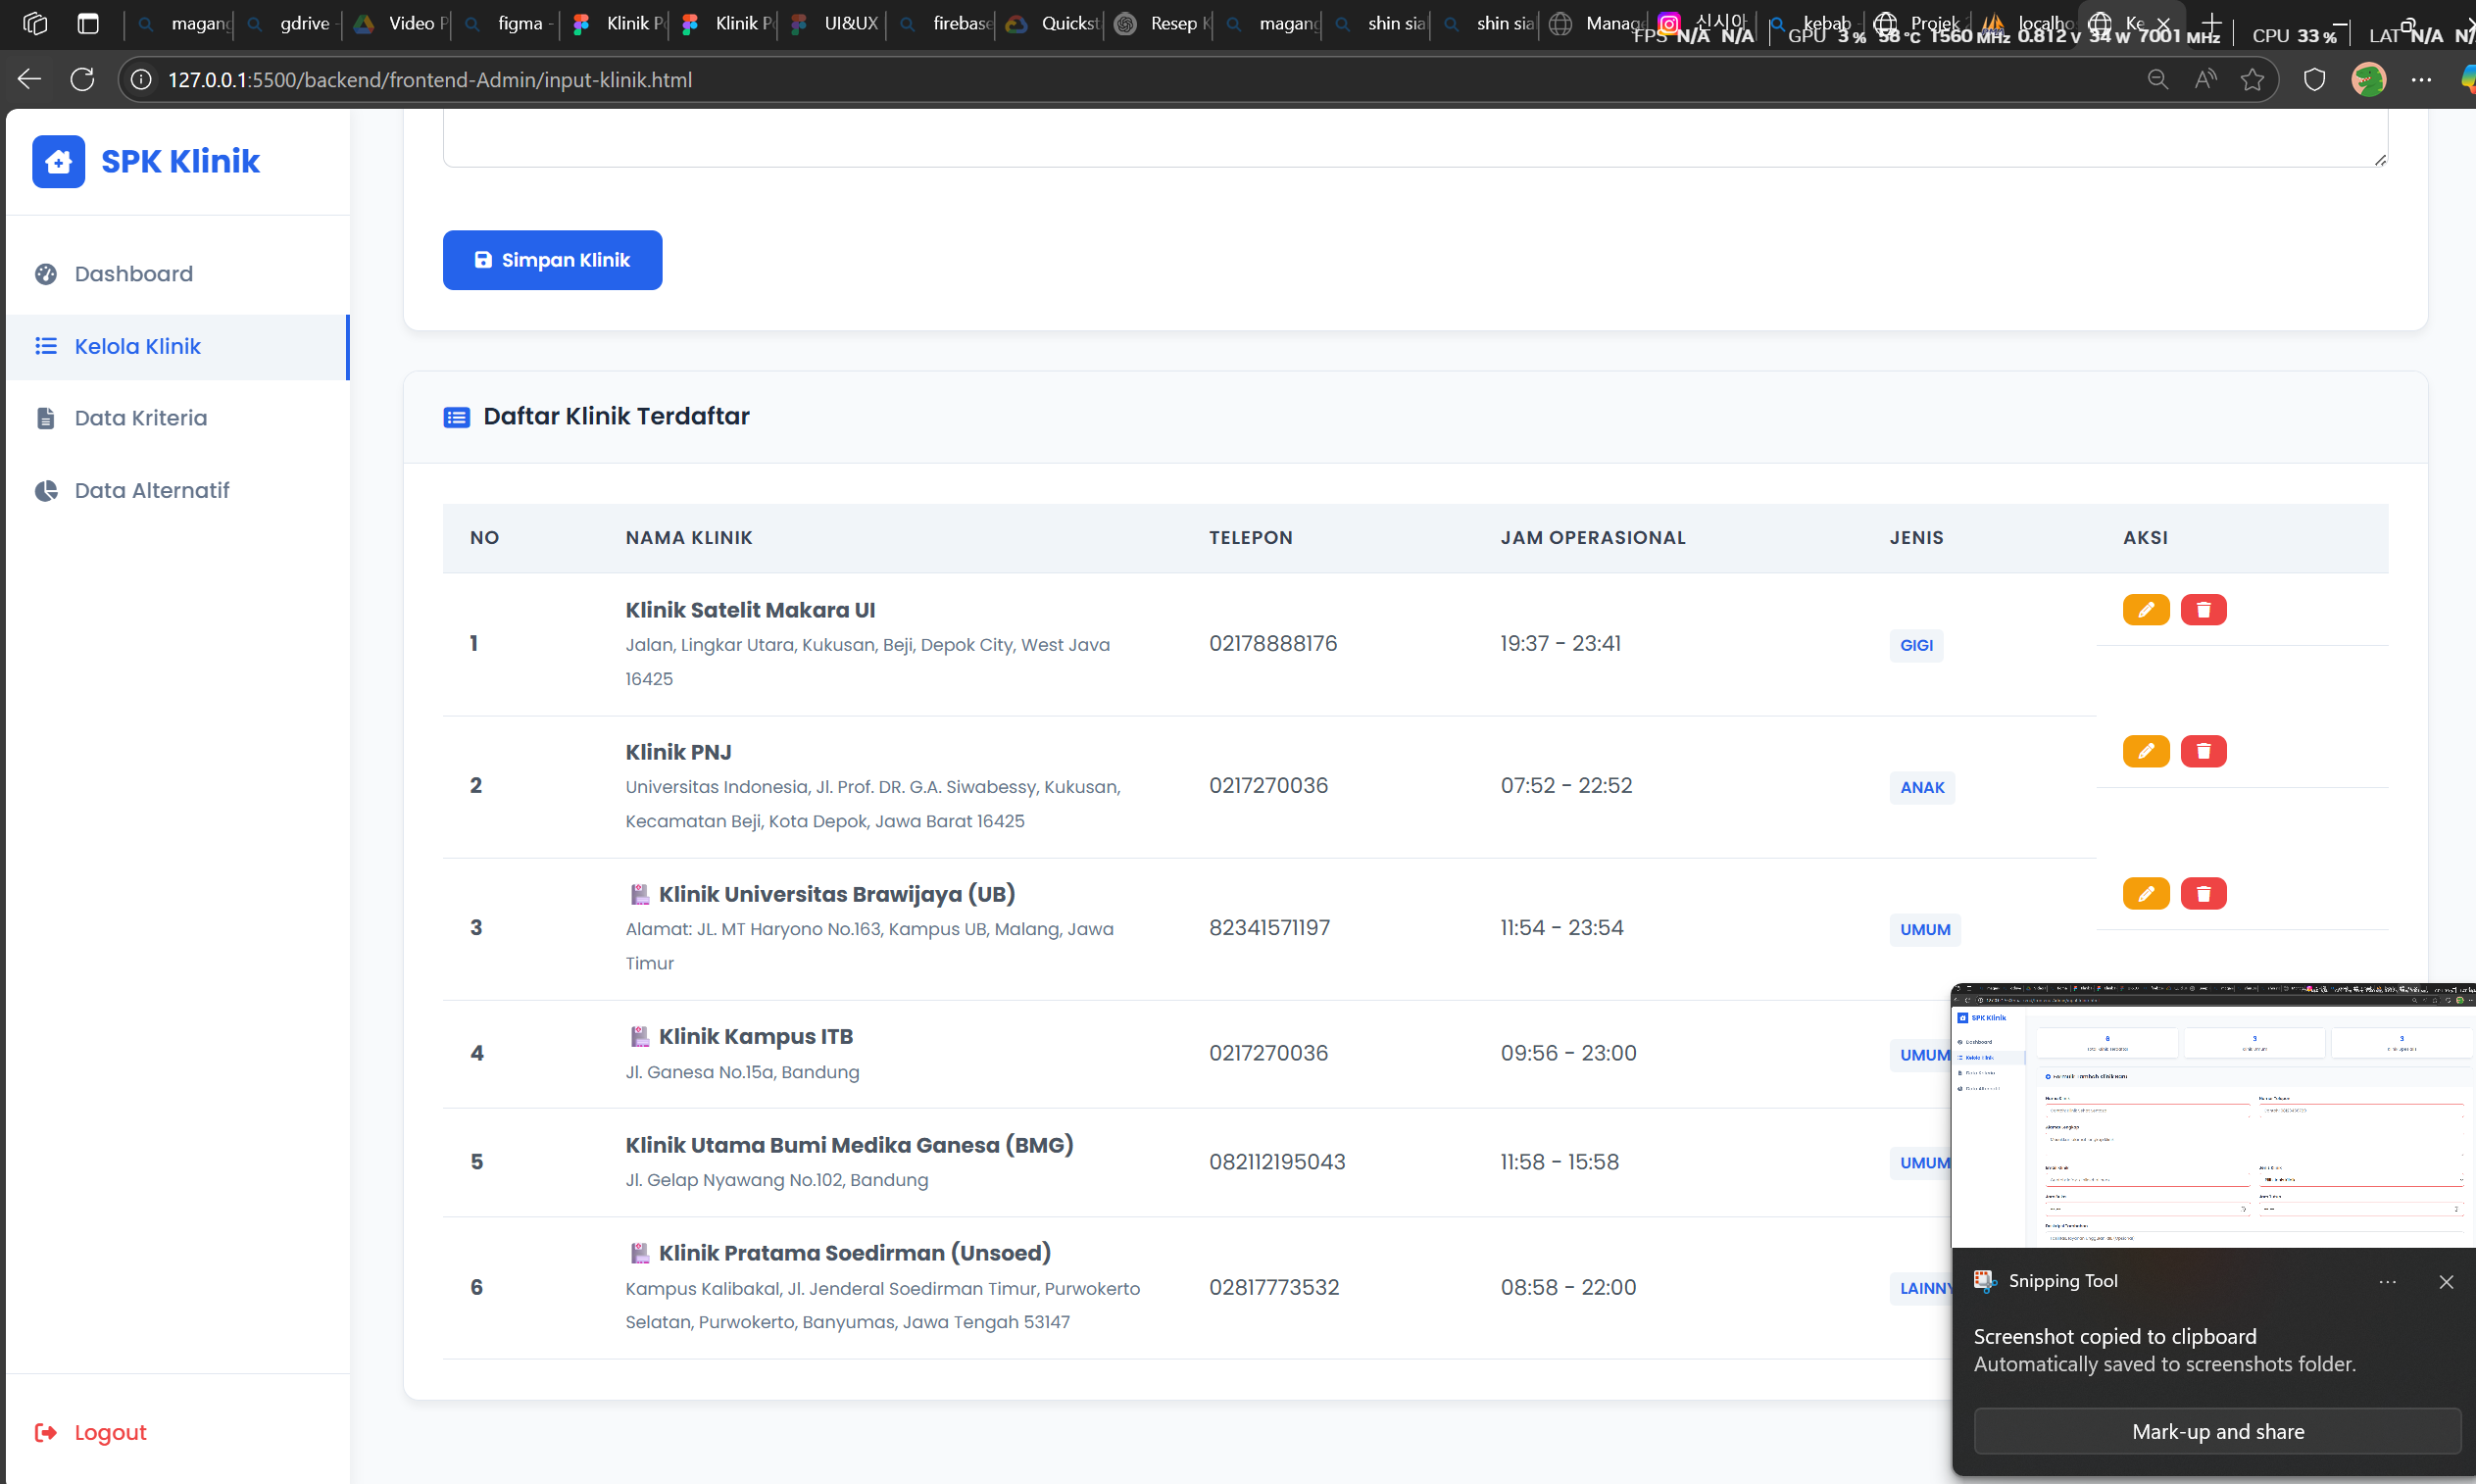 magang
gdrive -
Video P
figma -
Klinik Po
Klinik Po
UI&UX
firebase
Quickst
Resep K
magang
shin sia
shin sia
Manag
신시아
kebab -
Projek
localho
Ke
FPS N/A N/A
GPU 3 % 58 °C 1560 MHz 0.812 V 34 W 7001 MHz
CPU 33 %
LAT N/A
127.0.0.1:5500/backend/frontend-Admin/input-klinik.html
SPK Klinik
Dashboard
Kelola Klinik
Data Kriteria
Data Alternatif
Logout
Simpan Klinik
Daftar Klinik Terdaftar
NO NAMA KLINIK TELEPON JAM OPERASIONAL JENIS AKSI
1 Klinik Satelit Makara UI 02178888176 19:37 - 23:41 GIGI
Jalan, Lingkar Utara, Kukusan, Beji, Depok City, West Java
16425
2 Klinik PNJ 0217270036 07:52 - 22:52 ANAK
Universitas Indonesia, Jl. Prof. DR. G.A. Siwabessy, Kukusan,
Kecamatan Beji, Kota Depok, Jawa Barat 16425
3 Klinik Universitas Brawijaya (UB) 82341571197 11:54 - 23:54 UMUM
Alamat: JL. MT Haryono No.163, Kampus UB, Malang, Jawa
Timur
4 Klinik Kampus ITB 0217270036 09:56 - 23:00 UMUM
Jl. Ganesa No.15a, Bandung
5 Klinik Utama Bumi Medika Ganesa (BMG) 082112195043 11:58 - 15:58 UMUM
Jl. Gelap Nyawang No.102, Bandung
6 Klinik Pratama Soedirman (Unsoed) 02817773532 08:58 - 22:00 LAINNY
Kampus Kalibakal, Jl. Jenderal Soedirman Timur, Purwokerto
Selatan, Purwokerto, Banyumas, Jawa Tengah 53147
SPK Klinik
Dashboard
Snipping Tool
Screenshot copied to clipboard
Automatically saved to screenshots folder.
Mark-up and share